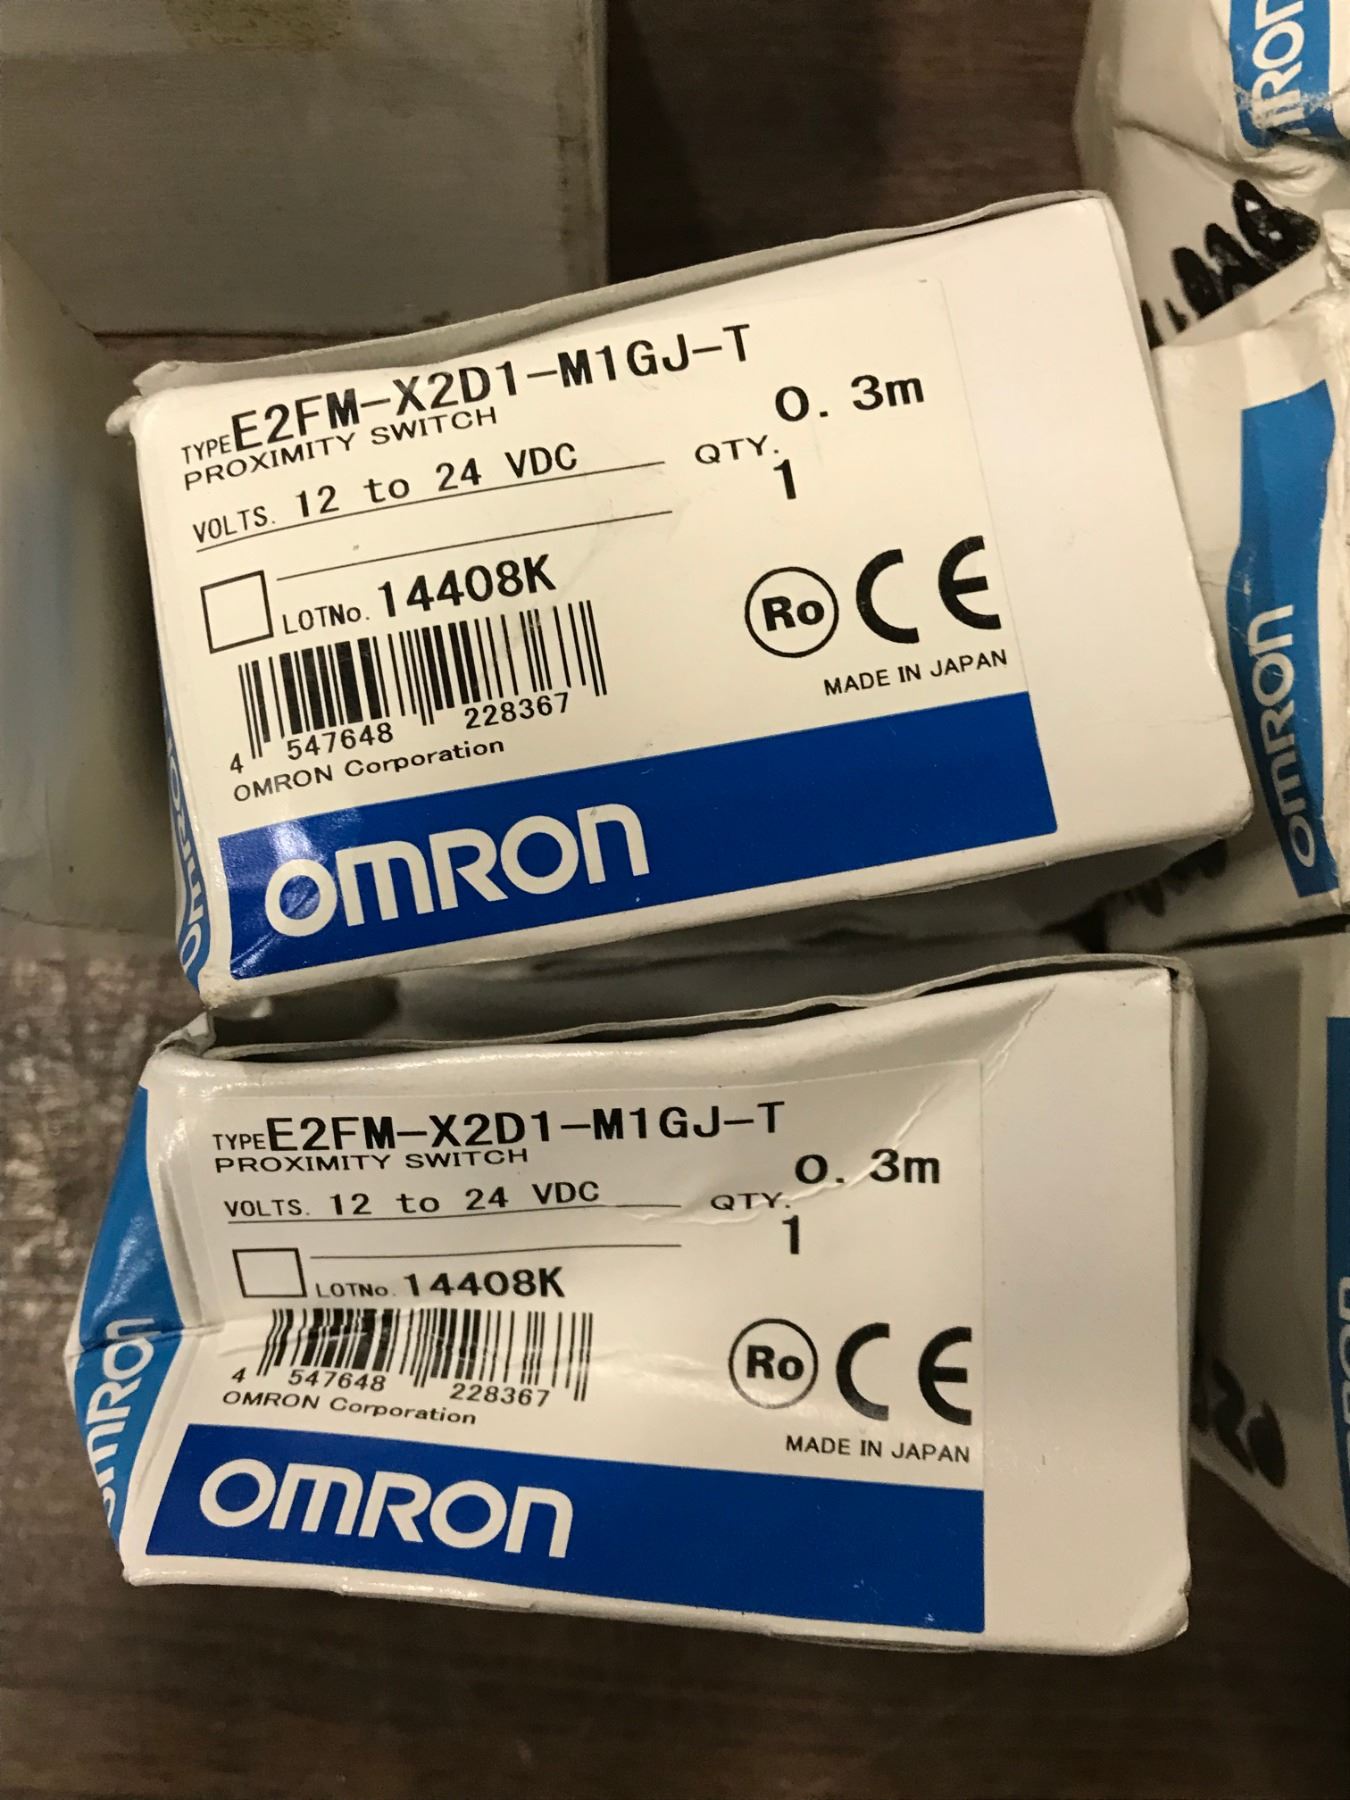 TYPE E2FM-X2D1-M1GJ-T
PROXIMITY SWITCH
0. 3m
VOLTS. 12 to 24 VDC
QTY.
1
LOTNo. 14408K
4 547648 228367
OMRON Corporation
Ro CE
MADE IN JAPAN
OMRON
TYPE E2FM-X2D1-M1GJ-T
PROXIMITY SWITCH
0. 3m
VOLTS. 12 to 24 VDC
QTY.
1
LOTNo. 14408K
4 547648 228367
OMRON Corporation
Ro CE
MADE IN JAPAN
OMRON
OMRON
OMRON